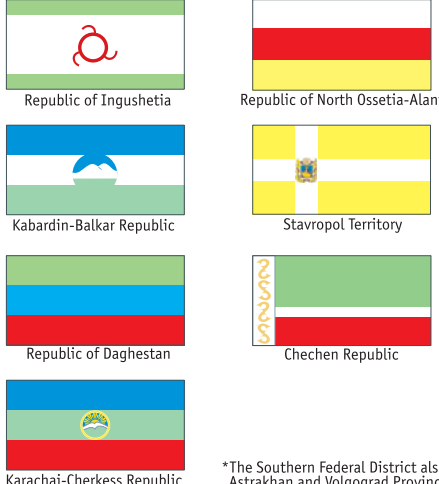 Republic of Ingushetia
Republic of North Ossetia-Alan
Kabardin-Balkar Republic
Stavropol Territory
Republic of Daghestan
Chechen Republic
Karachai-Cherkess Republic
*The Southern Federal District als
Astrakhan and Volgograd Provinc